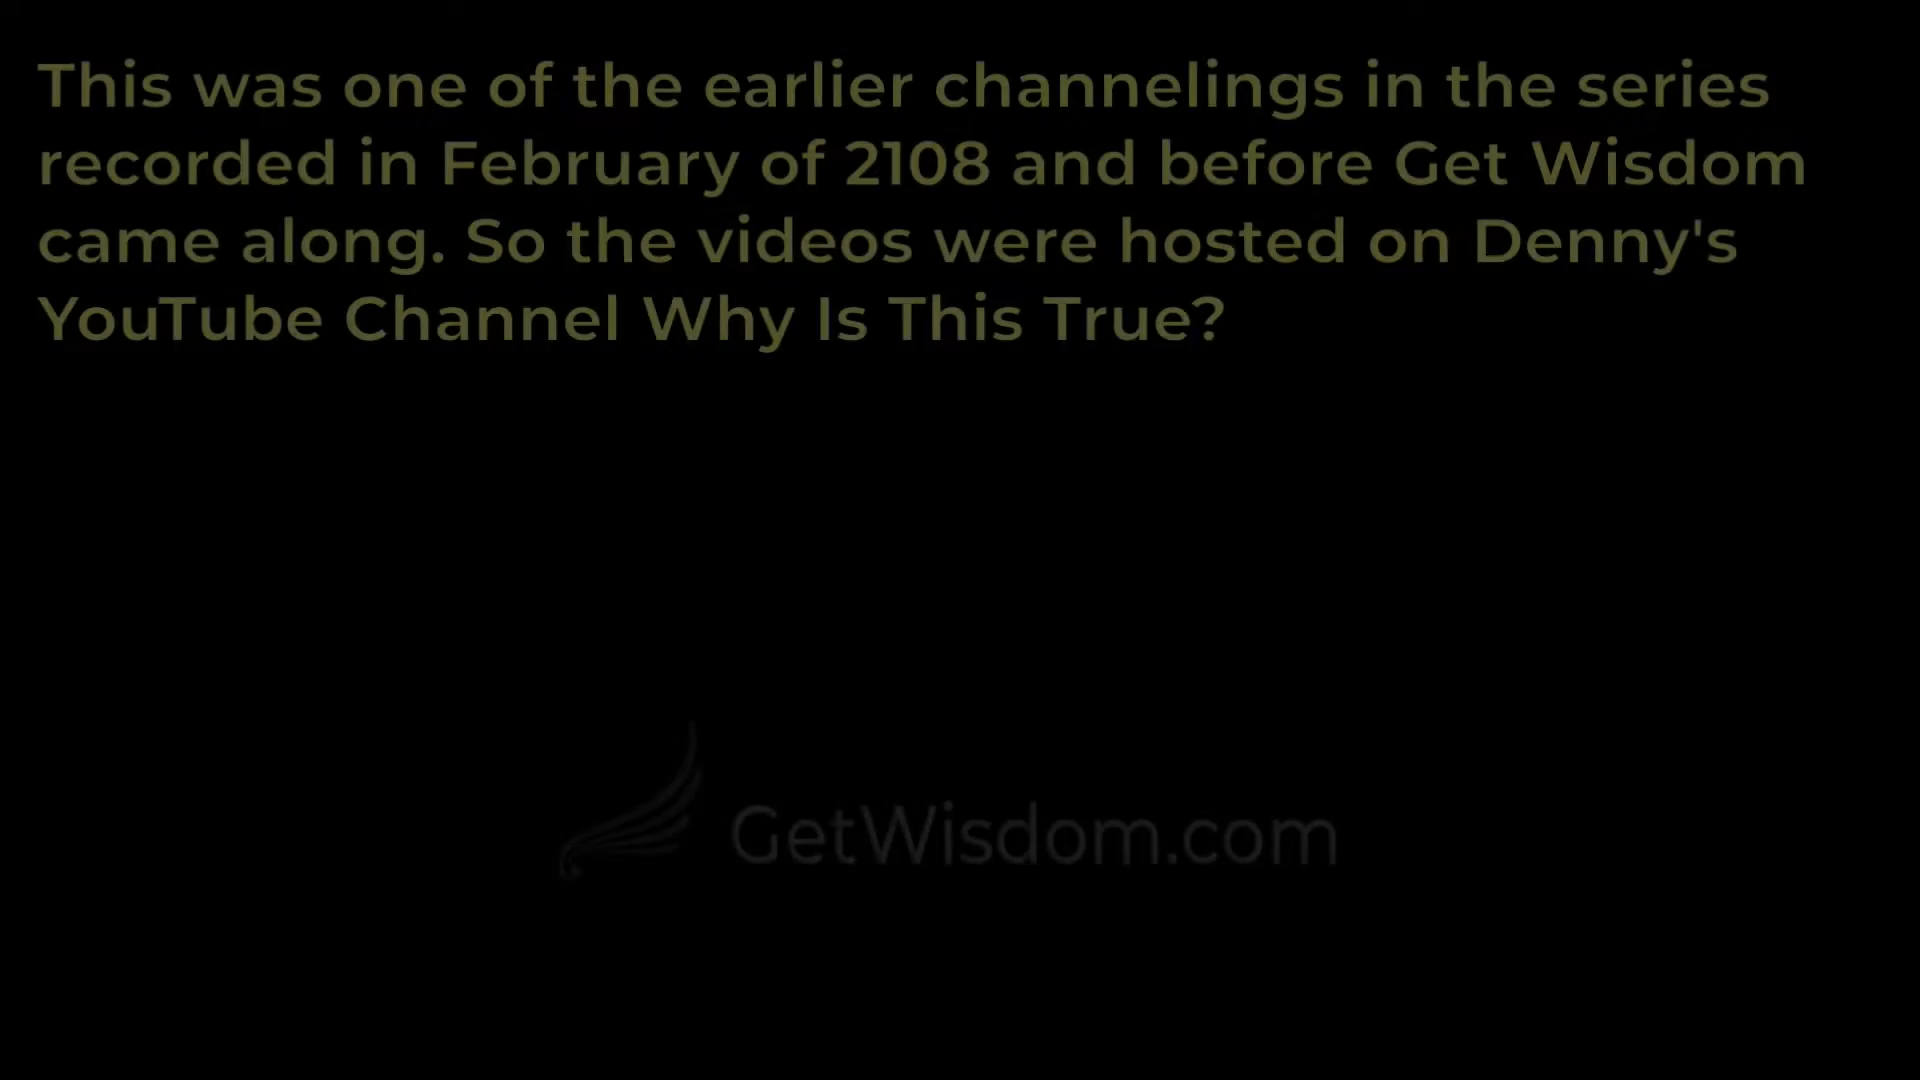 This was one of the earlier channelings in the series
recorded in February of 2108 and before Get Wisdom
came along. So the videos were hosted on Denny's
YouTube Channel Why Is This True?
GetWisdom.com